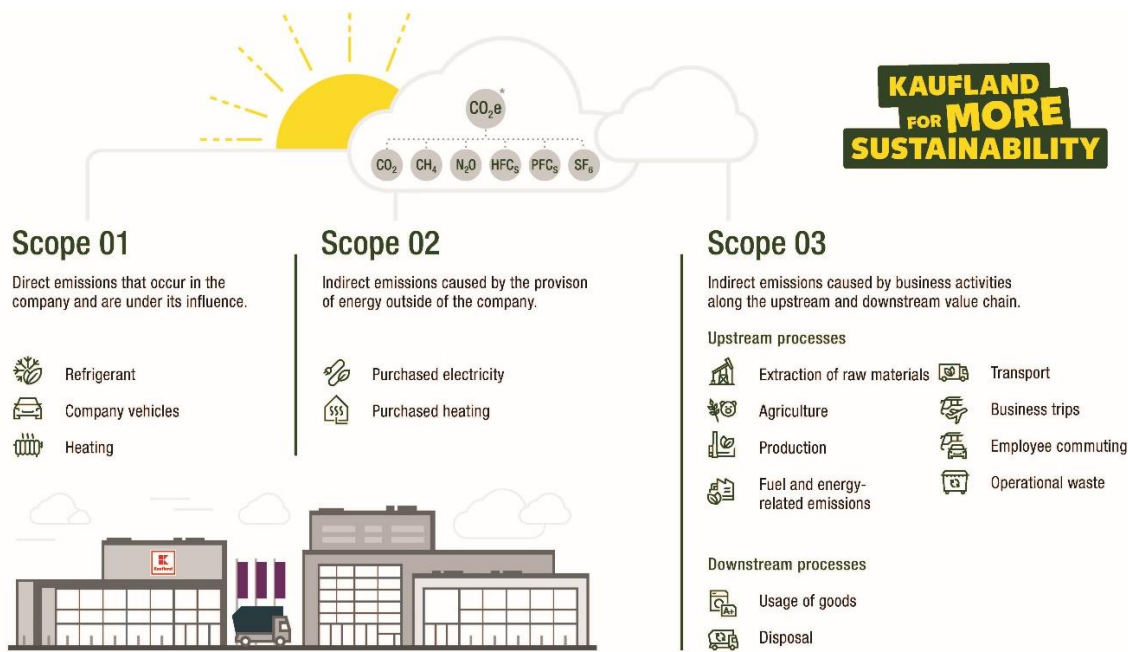 KAUFLAND
FOR MORE
SUSTAINABILITY
CO₂e*
CO₂ CH₄ N₂O HFCₛ PFCₛ SF₆
Scope 01
Direct emissions that occur in the
company and are under its influence.
Refrigerant
Company vehicles
Heating
Scope 02
Indirect emissions caused by the provison
of energy outside of the company.
Purchased electricity
Purchased heating
Scope 03
Indirect emissions caused by business activities
along the upstream and downstream value chain.
Upstream processes
Extraction of raw materials
Agriculture
Production
Fuel and energy-
related emissions
Transport
Business trips
Employee commuting
Operational waste
Downstream processes
Usage of goods
A+
Disposal
K
Kaufland